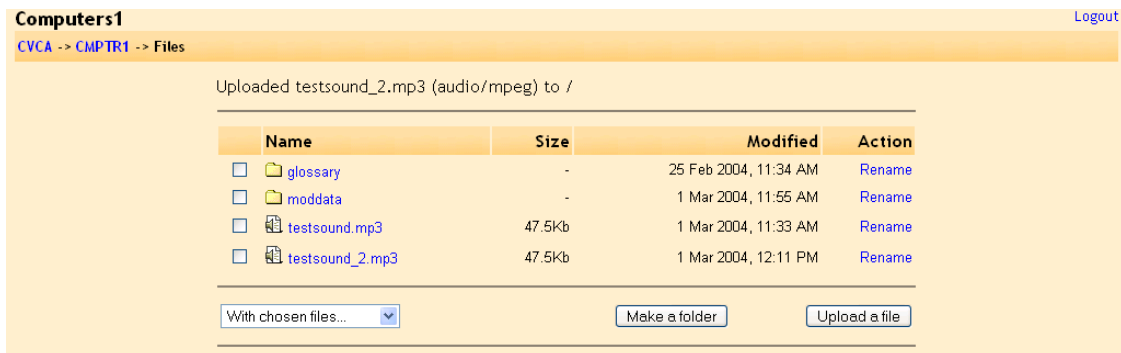 Computers1 Logout
CVCA -> CMPTR1 -> Files
Uploaded testsound_2.mp3 (audio/mpeg) to /
Name Size Modified Action
glossary - 25 Feb 2004, 11:34 AM Rename
moddata - 1 Mar 2004, 11:55 AM Rename
testsound.mp3 47.5Kb 1 Mar 2004, 11:33 AM Rename
testsound_2.mp3 47.5Kb 1 Mar 2004, 12:11 PM Rename
With chosen files... Make a folder Upload a file